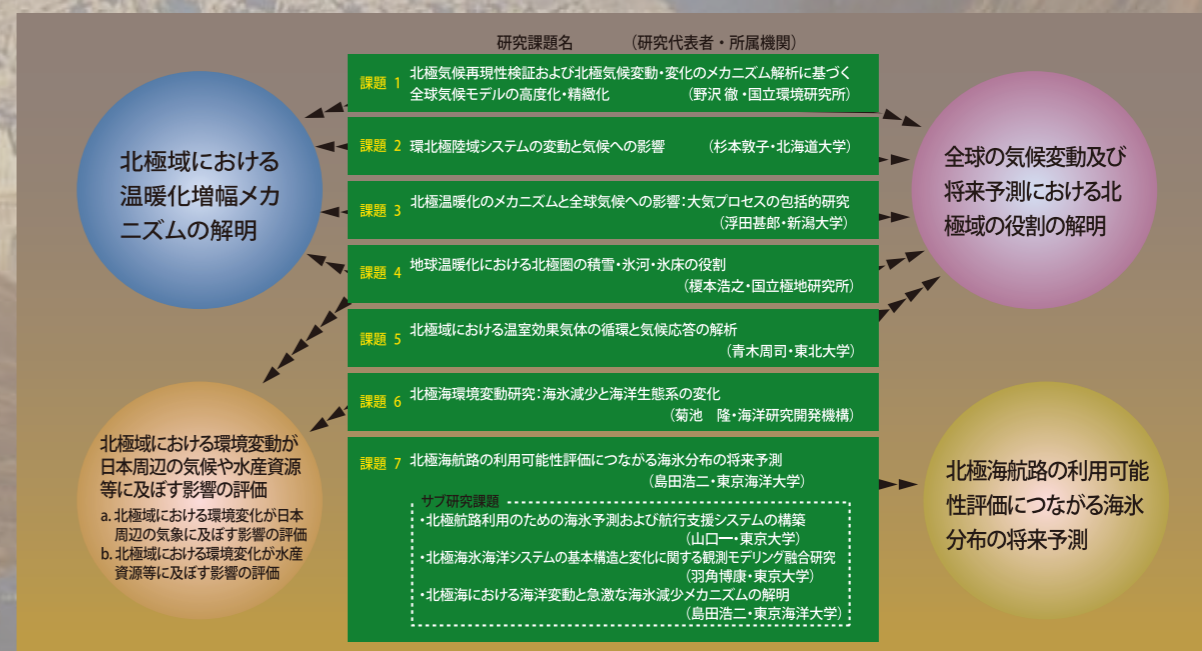 研究課題名　（研究代表者・所属機関）
北極域における
温暖化増幅メカ
ニズムの解明
北極域における環境変動が
日本周辺の気候や水産資源
等に及ぼす影響の評価
a. 北極域における環境変化が日本
周辺の気象に及ぼす影響の評価
b. 北極域における環境変化が水産
資源等に及ぼす影響の評価
課題 1 北極気候再現性検証および北極気候変動・変化のメカニズム解析に基づく
全球気候モデルの高度化・精緻化　（野沢 徹・国立環境研究所）
課題 2 環北極陸域システムの変動と気候への影響　（杉本敦子・北海道大学）
課題 3 北極温暖化のメカニズムと全球気候への影響：大気プロセスの包括的研究
（浮田甚郎・新潟大学）
課題 4 地球温暖化における北極圏の積雪・氷河・氷床の役割
（榎本浩之・国立極地研究所）
課題 5 北極域における温室効果気体の循環と気候応答の解析
（青木周司・東北大学）
課題 6 北極海環境変動研究：海氷減少と海洋生態系の変化
（菊池　隆・海洋研究開発機構）
課題 7 北極海航路の利用可能性評価につながる海氷分布の将来予測
（島田浩二・東京海洋大学）
サブ研究課題
・北極航路利用のための海氷予測および航行支援システムの構築
（山口一・東京大学）
・北極海氷海洋システムの基本構造と変化に関する観測モデリング融合研究
（羽角博康・東京大学）
・北極海における海洋変動と急激な海氷減少メカニズムの解明
（島田浩二・東京海洋大学）
全球の気候変動及び
将来予測における北
極域の役割の解明
北極海航路の利用可能
性評価につながる海氷
分布の将来予測